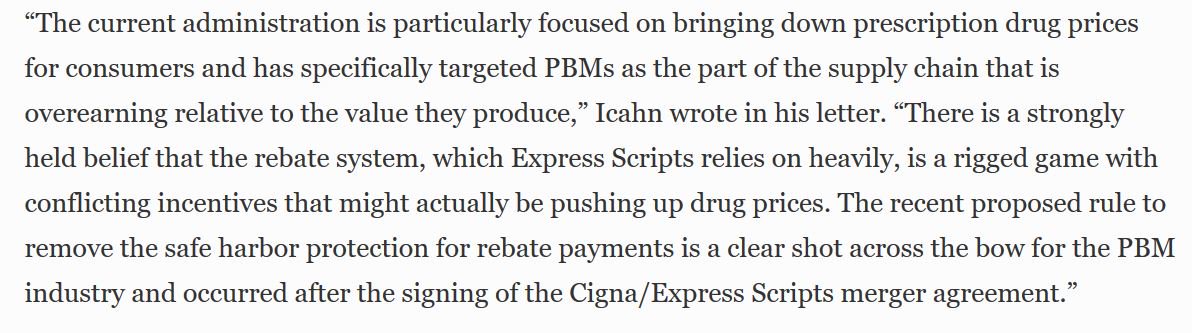 “The current administration is particularly focused on bringing down prescription drug prices
for consumers and has specifically targeted PBMs as the part of the supply chain that is
overearning relative to the value they produce,” Icahn wrote in his letter. “There is a strongly
held belief that the rebate system, which Express Scripts relies on heavily, is a rigged game with
conflicting incentives that might actually be pushing up drug prices. The recent proposed rule to
remove the safe harbor protection for rebate payments is a clear shot across the bow for the PBM
industry and occurred after the signing of the Cigna/Express Scripts merger agreement.”